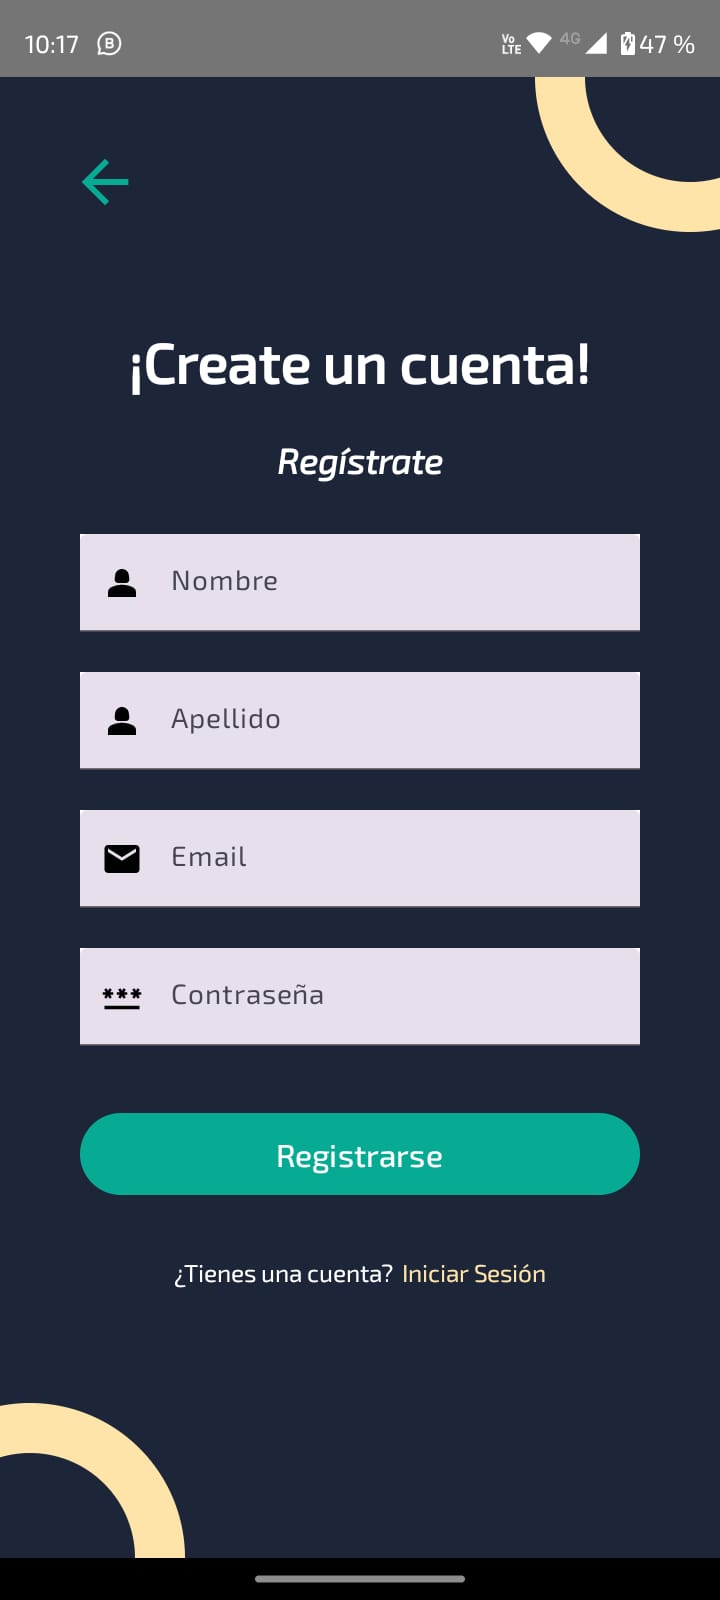 10:17 B Vo LTE 4G 47 %
¡Create un cuenta!
Regístrate
Nombre
Apellido
Email
*** Contraseña
Registrarse
¿Tienes una cuenta? Iniciar Sesión